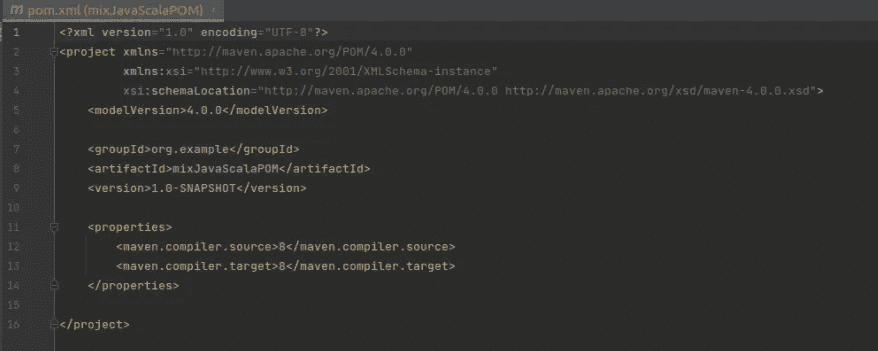 pom.xml (mixJavaScalaPOM)
1 <?xml version="1.0" encoding="UTF-8"?>
2 <project xmlns="http://maven.apache.org/POM/4.0.0"
3 xmlns:xsi="http://www.w3.org/2001/XMLSchema-instance"
4 xsi:schemaLocation="http://maven.apache.org/POM/4.0.0 http://maven.apache.org/xsd/maven-4.0.0.xsd">
5 <modelVersion>4.0.0</modelVersion>
6
7 <groupId>org.example</groupId>
8 <artifactId>mixJavaScalaPOM</artifactId>
9 <version>1.0-SNAPSHOT</version>
10
11 <properties>
12 <maven.compiler.source>8</maven.compiler.source>
13 <maven.compiler.target>8</maven.compiler.target>
14 </properties>
15
16 </project>